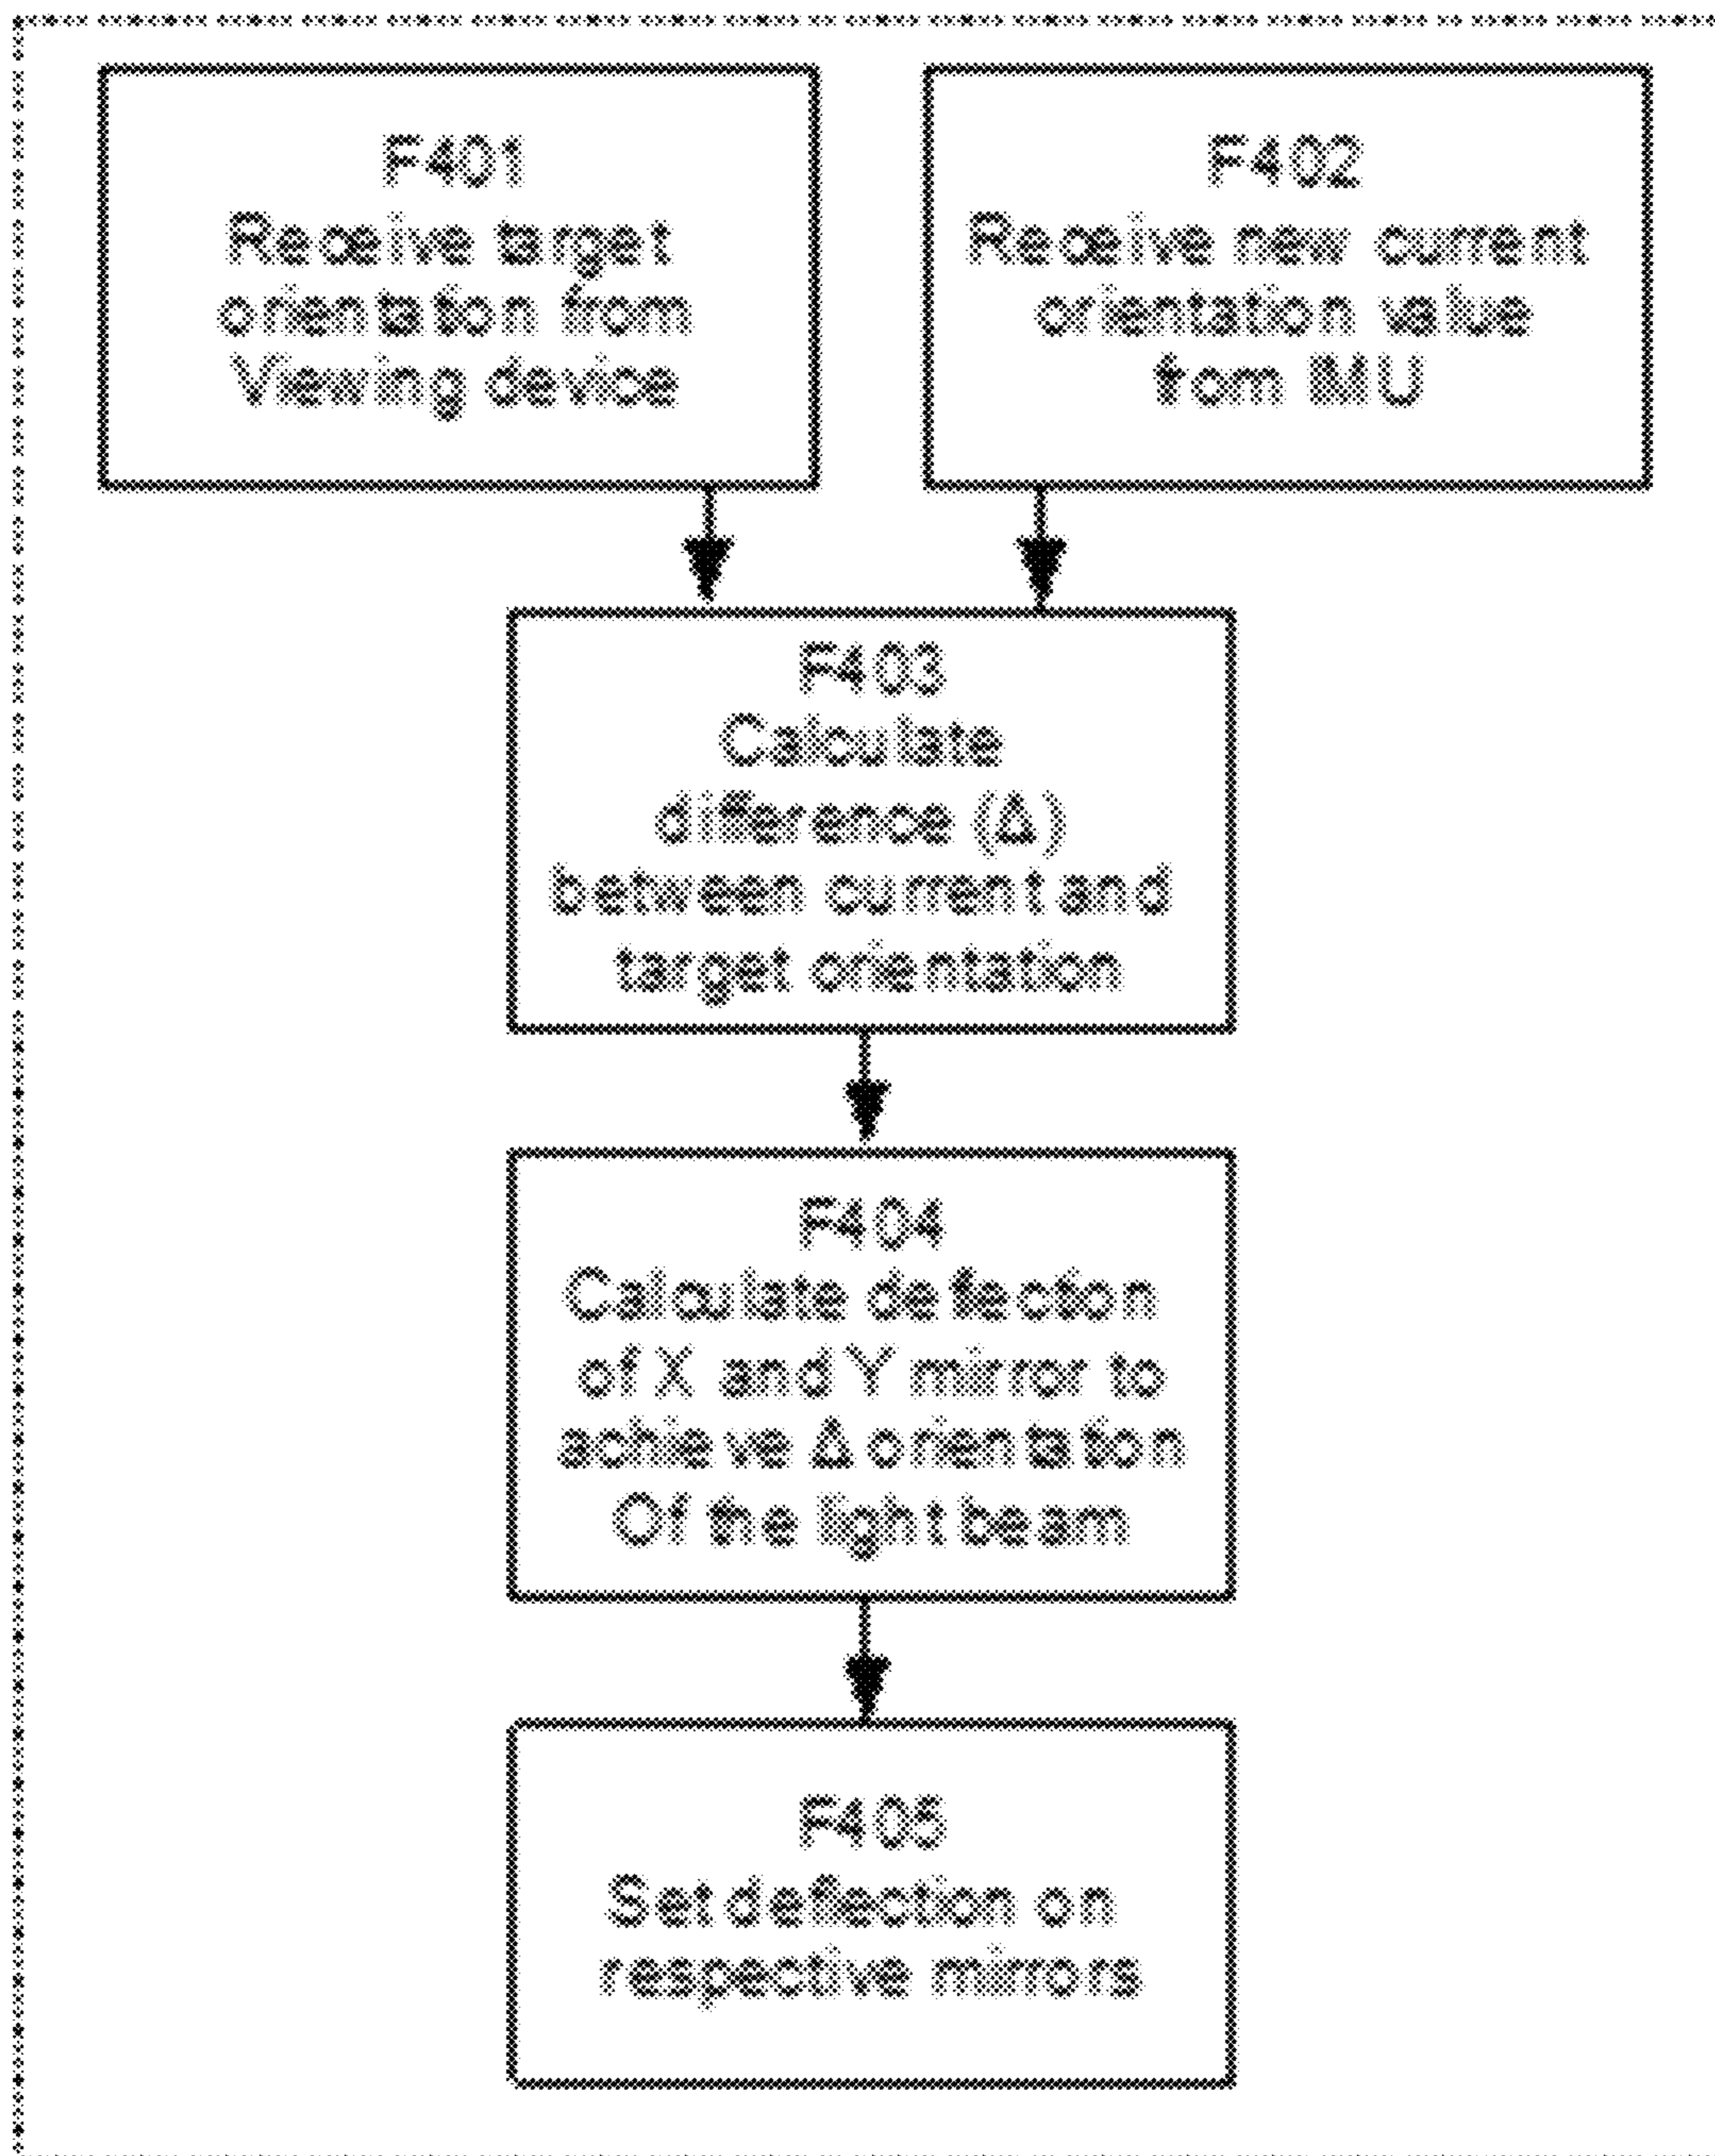 F401
Receive target
orientation from
Viewing device
F402
Receive new current
orientation value
from IMU
F403
Calculate
difference (Δ)
between current and
target orientation
F404
Calculate deflection
of X and Y mirror to
achieve Δ orientation
Of the light beam
F405
Set deflection on
respective mirrors